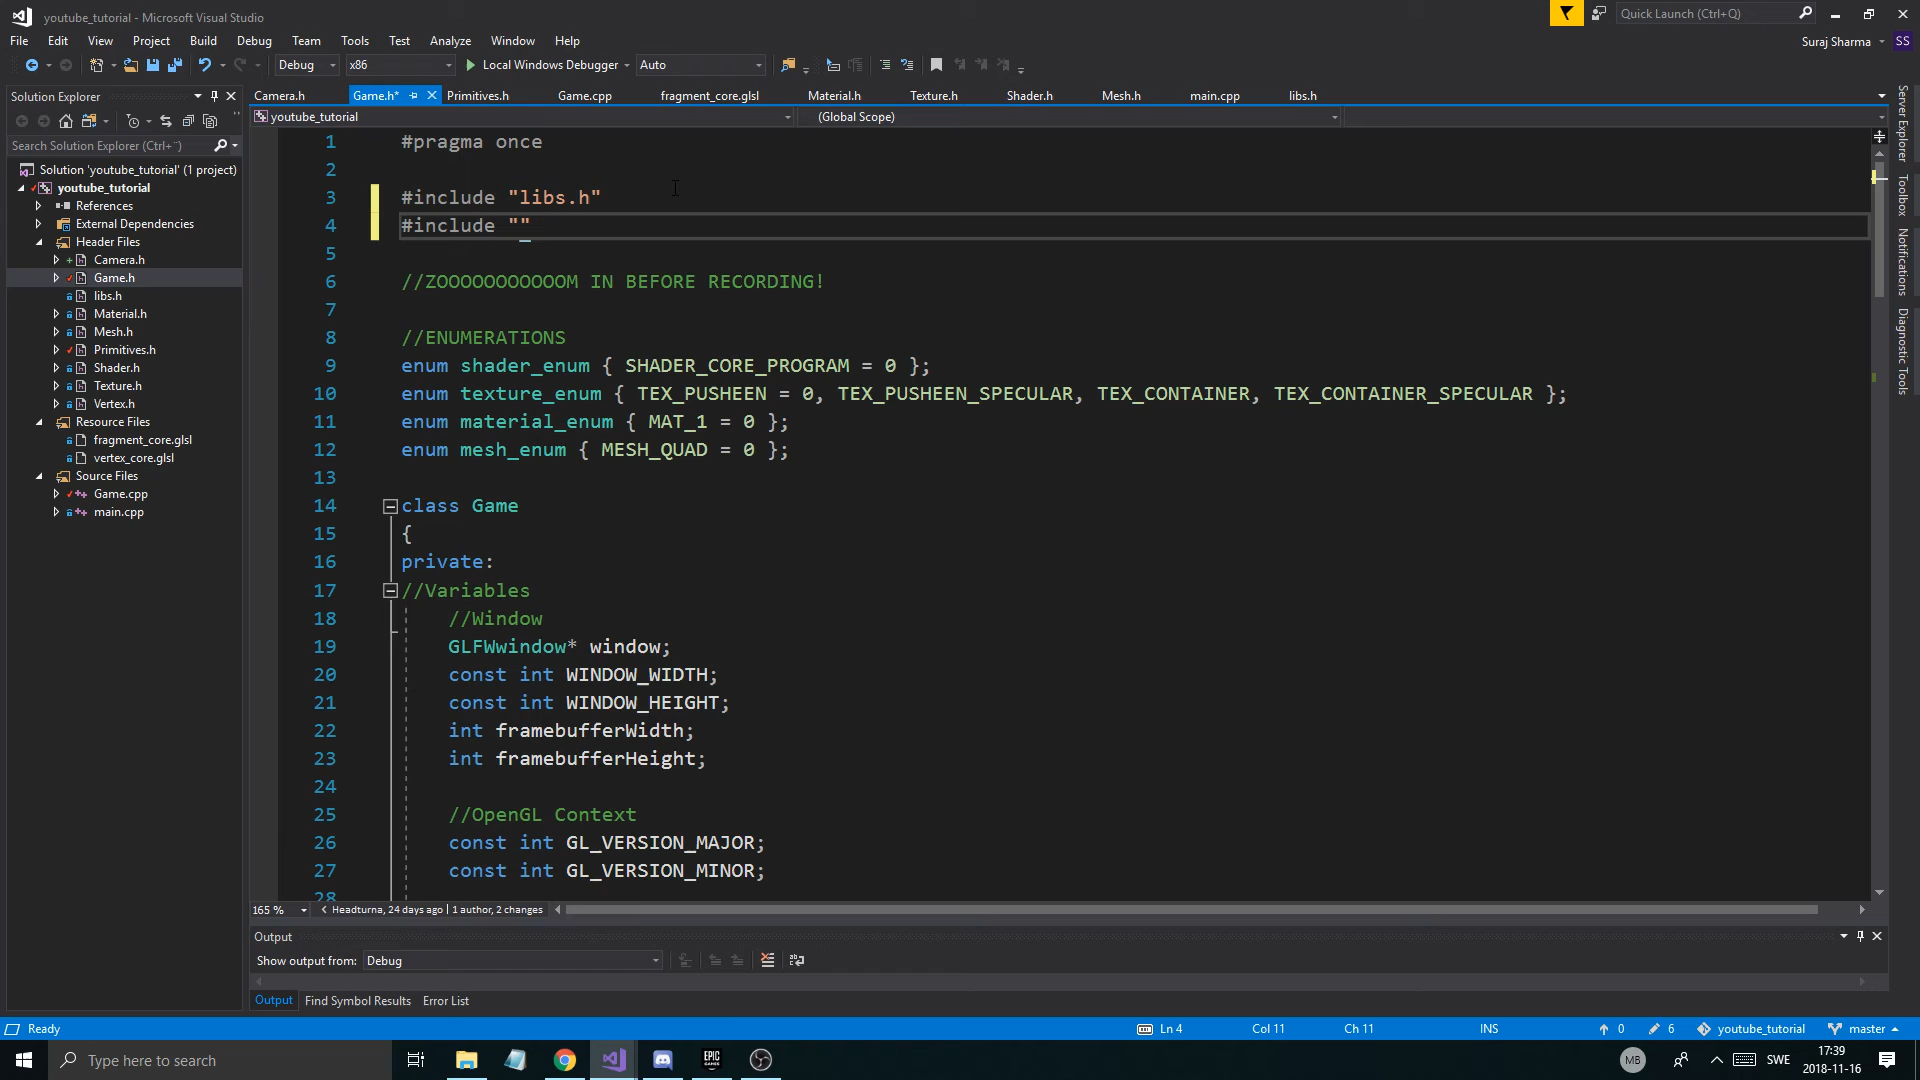 youtube_tutorial - Microsoft Visual Studio
Quick Launch (Ctrl+Q)
File Edit View Project Build Debug Team Tools Test Analyze Window Help
Suraj Sharma SS
Debug x86 Local Windows Debugger Auto
Solution Explorer
Camera.h Game.h* Primitives.h Game.cpp fragment_core.glsl Material.h Texture.h Shader.h Mesh.h main.cpp libs.h
youtube_tutorial (Global Scope)
Search Solution Explorer (Ctrl+¨)
Solution 'youtube_tutorial' (1 project)
youtube_tutorial
References
External Dependencies
Header Files
Camera.h
Game.h
libs.h
Material.h
Mesh.h
Primitives.h
Shader.h
Texture.h
Vertex.h
Resource Files
fragment_core.glsl
vertex_core.glsl
Source Files
Game.cpp
main.cpp
1 #pragma once
2
3 #include "libs.h"
4 #include ""
5
6 //ZOOOOOOOOOOOM IN BEFORE RECORDING!
7
8 //ENUMERATIONS
9 enum shader_enum { SHADER_CORE_PROGRAM = 0 };
10 enum texture_enum { TEX_PUSHEEN = 0, TEX_PUSHEEN_SPECULAR, TEX_CONTAINER, TEX_CONTAINER_SPECULAR };
11 enum material_enum { MAT_1 = 0 };
12 enum mesh_enum { MESH_QUAD = 0 };
13
14 class Game
15 {
16 private:
17 //Variables
18 //Window
19 GLFWwindow* window;
20 const int WINDOW_WIDTH;
21 const int WINDOW_HEIGHT;
22 int framebufferWidth;
23 int framebufferHeight;
24
25 //OpenGL Context
26 const int GL_VERSION_MAJOR;
27 const int GL_VERSION_MINOR;
28
Server Explorer
Toolbox
Notifications
Diagnostic Tools
165 % Headturna, 24 days ago | 1 author, 2 changes
Output
Show output from: Debug
Output Find Symbol Results Error List
Ready Ln 4 Col 11 Ch 11 INS 0 6 youtube_tutorial master
Type here to search
EPIC GAMES
MB
SWE
17:39
2018-11-16